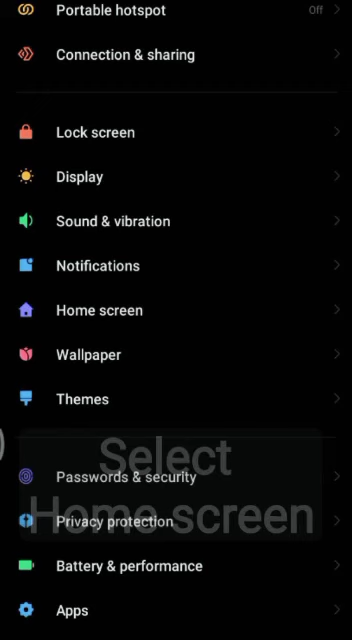 Portable hotspot Off
Connection & sharing
Lock screen
Display
Sound & vibration
Notifications
Home screen
Wallpaper
Themes
Select
Passwords & security
Home screen
Privacy protection
Battery & performance
Apps